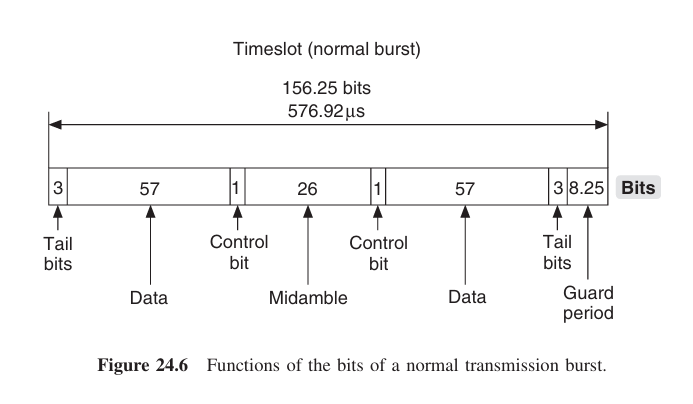 Timeslot (normal burst)
156.25 bits
576.92 µs
3 57 1 26 1 57 3 8.25 Bits
Tail bits
Data
Control bit
Midamble
Control bit
Data
Tail bits
Guard period
Figure 24.6 Functions of the bits of a normal transmission burst.